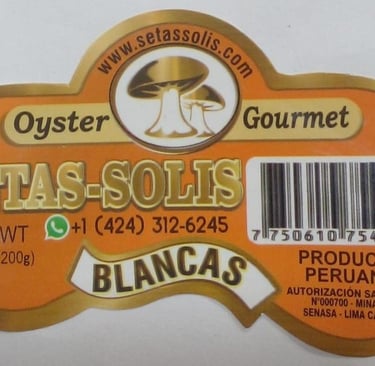 www.setassolis.com
Oyster Gourmet
TAS-SOLIS
WT +1 (424) 312-6245
200g)
BLANCAS
7 750610 754
PRODUC
PERUAN
AUTORIZACIÓN SA
N°000700 - MINA
SENASA - LIMA CA